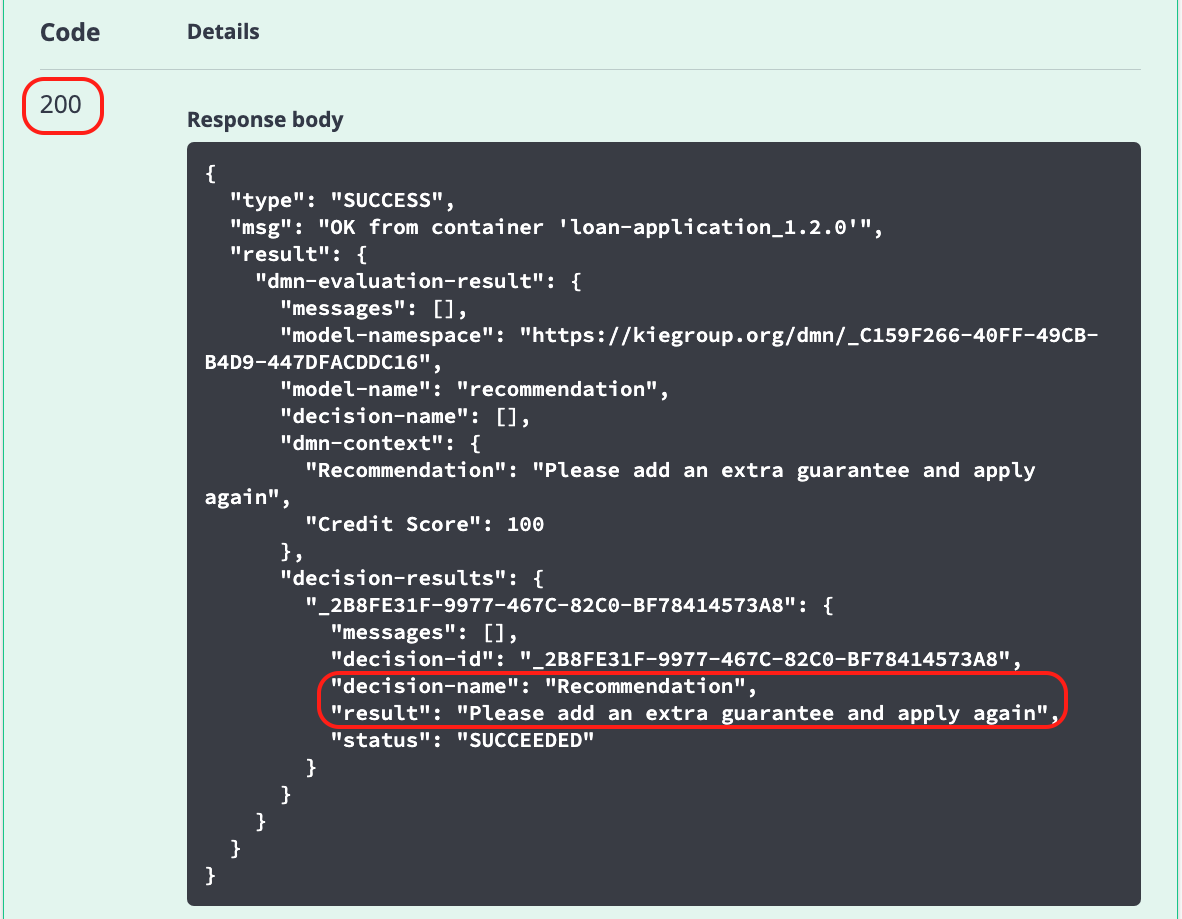 Code Details
200
Response body
{
  "type": "SUCCESS",
  "msg": "OK from container 'loan-application_1.2.0'",
  "result": {
    "dmn-evaluation-result": {
      "messages": [],
      "model-namespace": "https://kiegroup.org/dmn/_C159F266-40FF-49CB-
B4D9-447DFACDDC16",
      "model-name": "recommendation",
      "decision-name": [],
      "dmn-context": {
        "Recommendation": "Please add an extra guarantee and apply
again",
        "Credit Score": 100
      },
      "decision-results": {
        "_2B8FE31F-9977-467C-82C0-BF78414573A8": {
          "messages": [],
          "decision-id": "_2B8FE31F-9977-467C-82C0-BF78414573A8",
          "decision-name": "Recommendation",
          "result": "Please add an extra guarantee and apply again",
          "status": "SUCCEEDED"
        }
      }
    }
  }
}